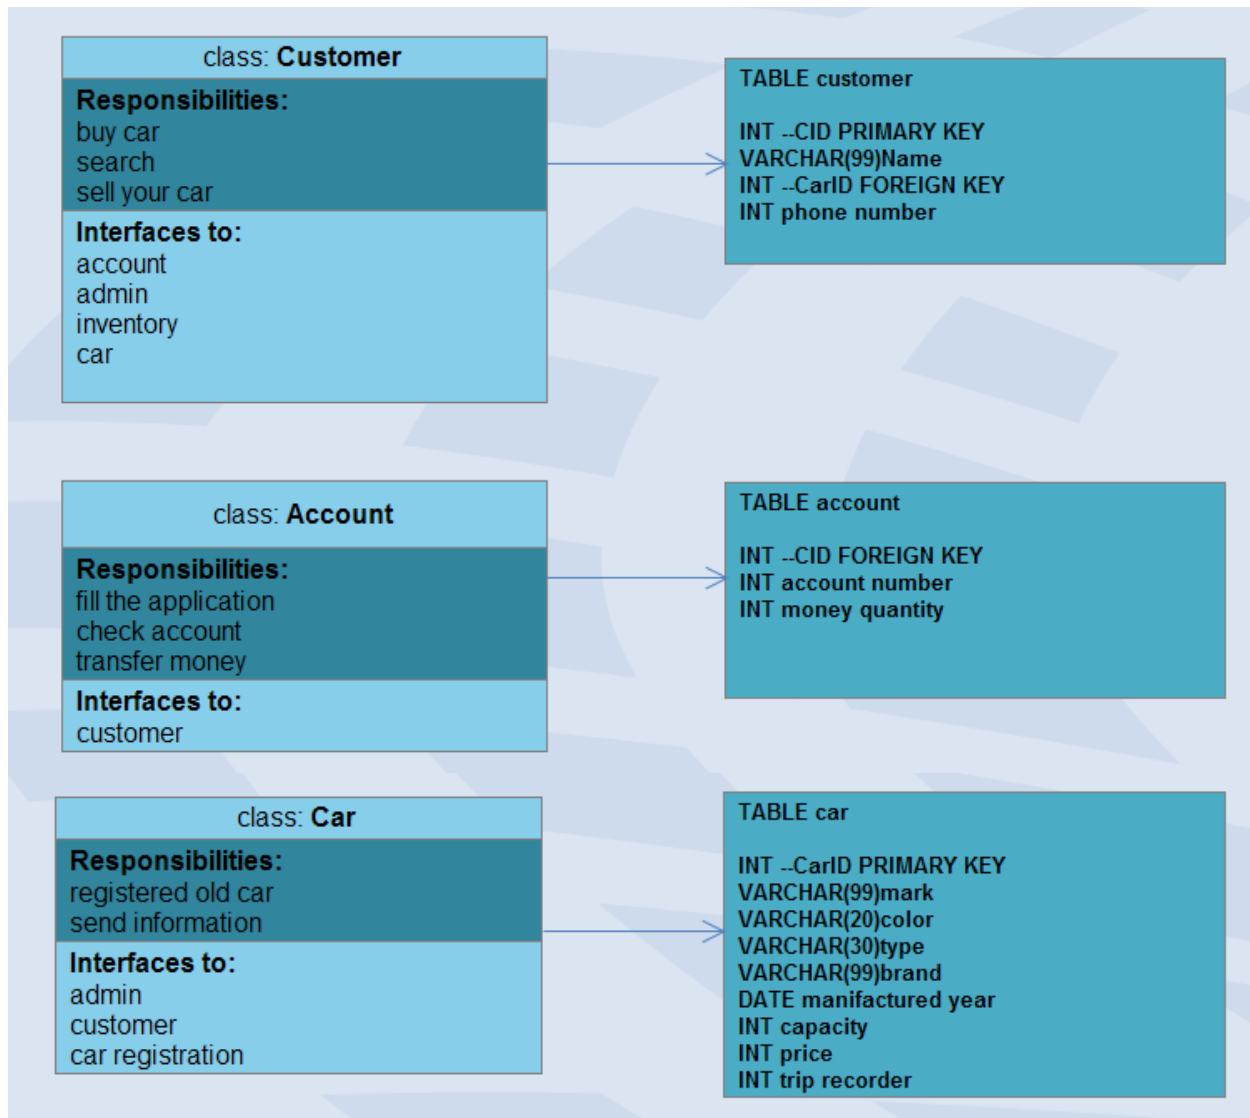 class: Customer
Responsibilities:
buy car
search
sell your car
Interfaces to:
account
admin
inventory
car
TABLE customer
INT --CID PRIMARY KEY
VARCHAR(99)Name
INT --CarID FOREIGN KEY
INT phone number
class: Account
Responsibilities:
fill the application
check account
transfer money
Interfaces to:
customer
TABLE account
INT --CID FOREIGN KEY
INT account number
INT money quantity
class: Car
Responsibilities:
registered old car
send information
Interfaces to:
admin
customer
car registration
TABLE car
INT --CarID PRIMARY KEY
VARCHAR(99)mark
VARCHAR(20)color
VARCHAR(30)type
VARCHAR(99)brand
DATE manifactured year
INT capacity
INT price
INT trip recorder